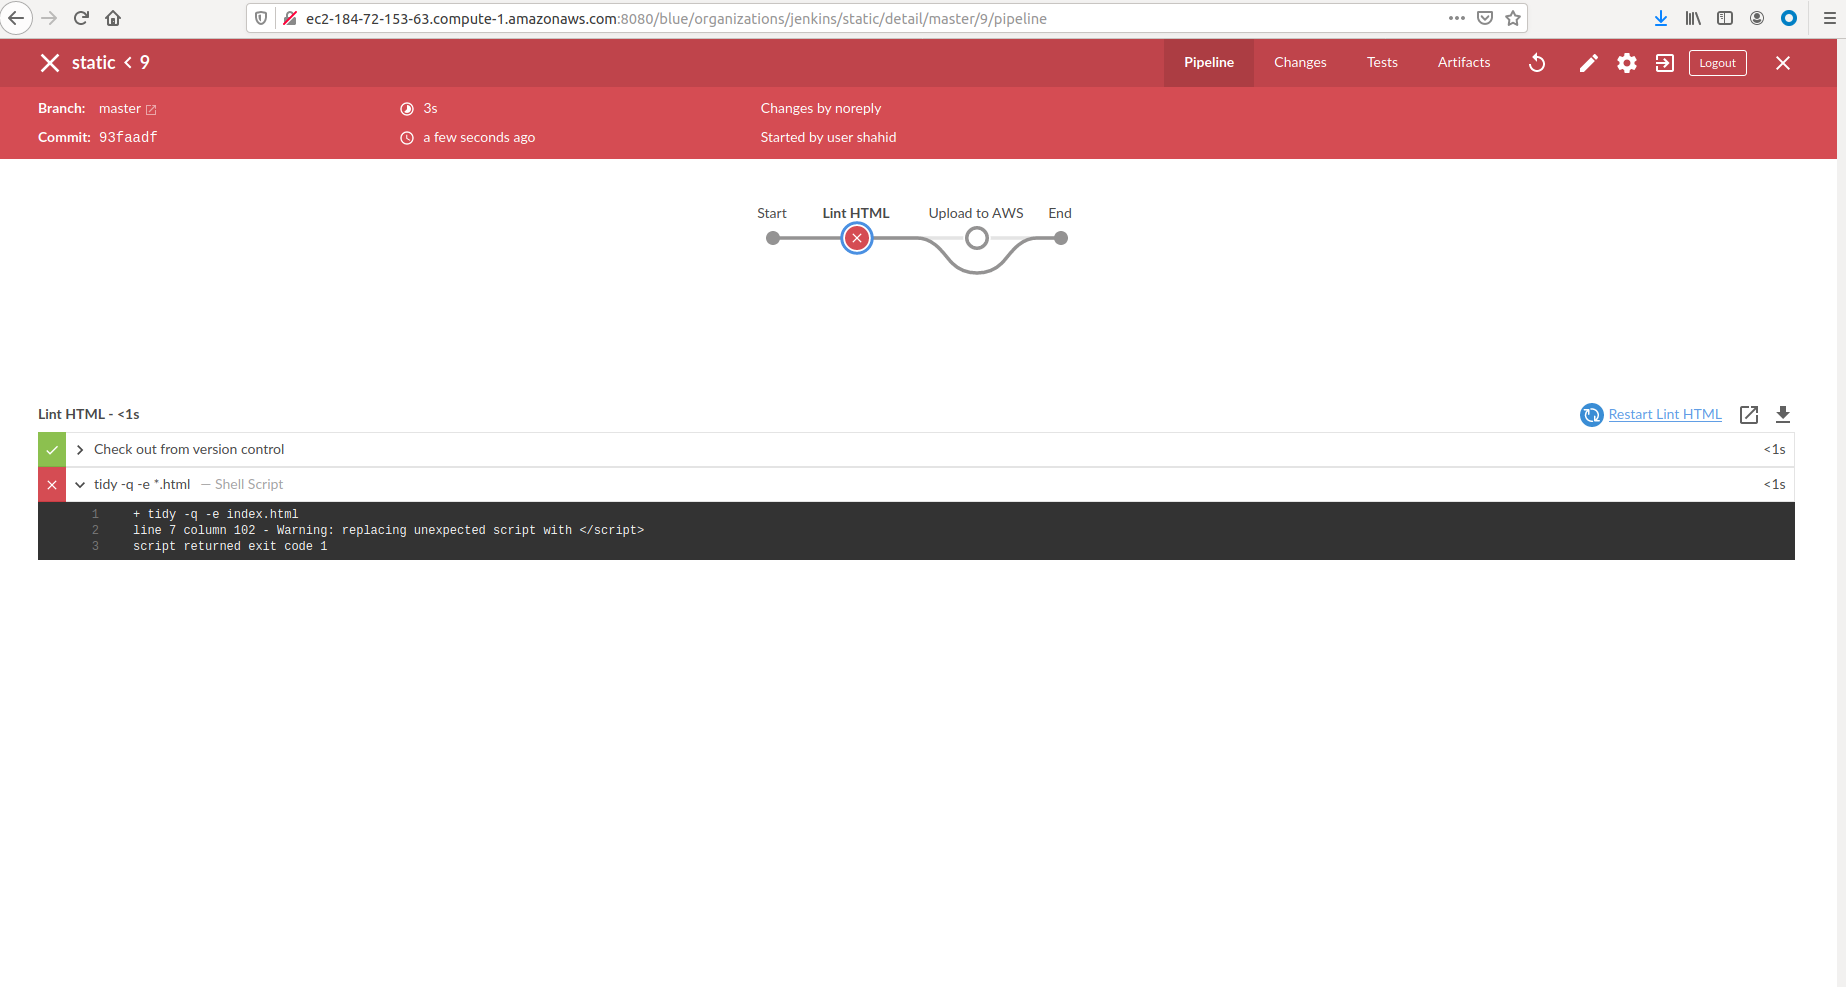 ec2-184-72-153-63.compute-1.amazonaws.com:8080/blue/organizations/jenkins/static/detail/master/9/pipeline
static < 9
Pipeline Changes Tests Artifacts Logout
Branch: master 3s Changes by noreply
Commit: 93faadf a few seconds ago Started by user shahid
Start Lint HTML Upload to AWS End
Lint HTML - <1s Restart Lint HTML
Check out from version control <1s
tidy -q -e *.html — Shell Script <1s
1 + tidy -q -e index.html
2 line 7 column 102 - Warning: replacing unexpected script with </script>
3 script returned exit code 1